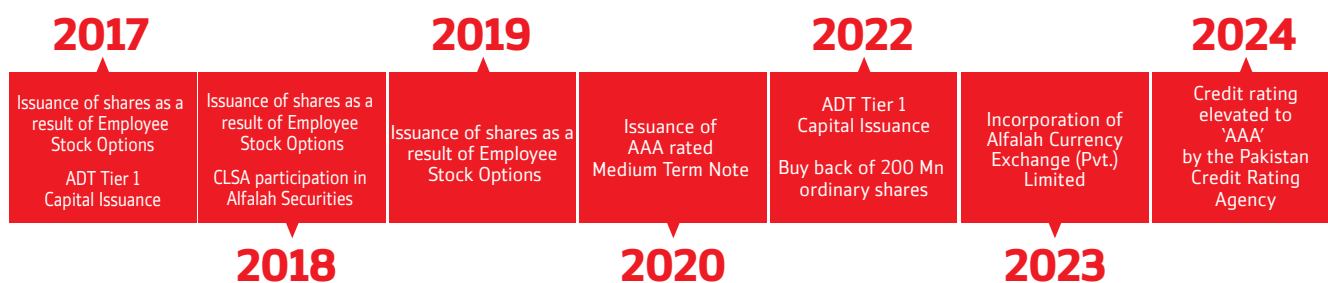 2017
Issuance of shares as a
result of Employee
Stock Options
ADT Tier 1
Capital Issuance
Issuance of shares as a
result of Employee
Stock Options
CLSA participation in
Alfalah Securities
2018
2019
Issuance of shares as a
result of Employee
Stock Options
Issuance of
AAA rated
Medium Term Note
2020
2022
ADT Tier 1
Capital Issuance
Buy back of 200 Mn
ordinary shares
Incorporation of
Alfalah Currency
Exchange (Pvt.)
Limited
2023
2024
Credit rating
elevated to
‘AAA’
by the Pakistan
Credit Rating
Agency